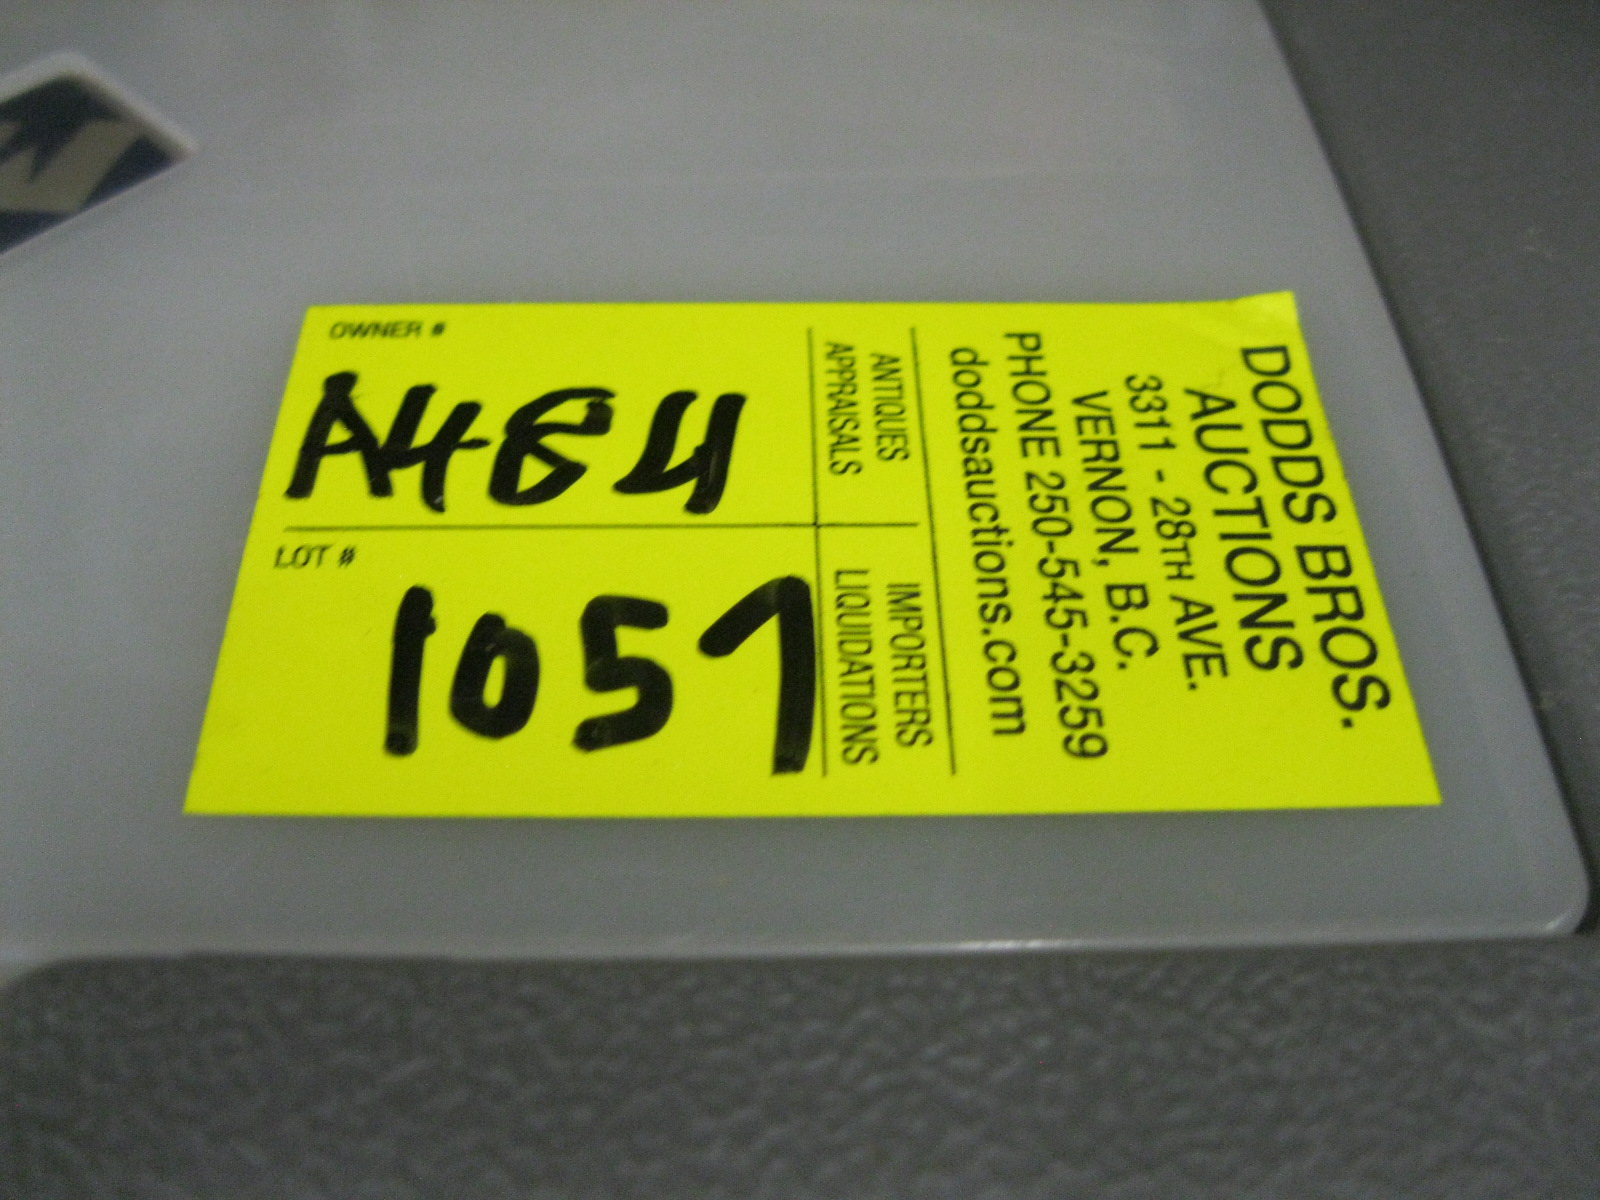 OWNER #
A484
LOT #
1057
ANTIQUES
APPRAISALS
IMPORTERS
LIQUIDATIONS
DODDS BROS.
AUCTIONS
3311 - 28TH AVE.
VERNON, B.C.
PHONE 250-545-3259
doddsauctions.com